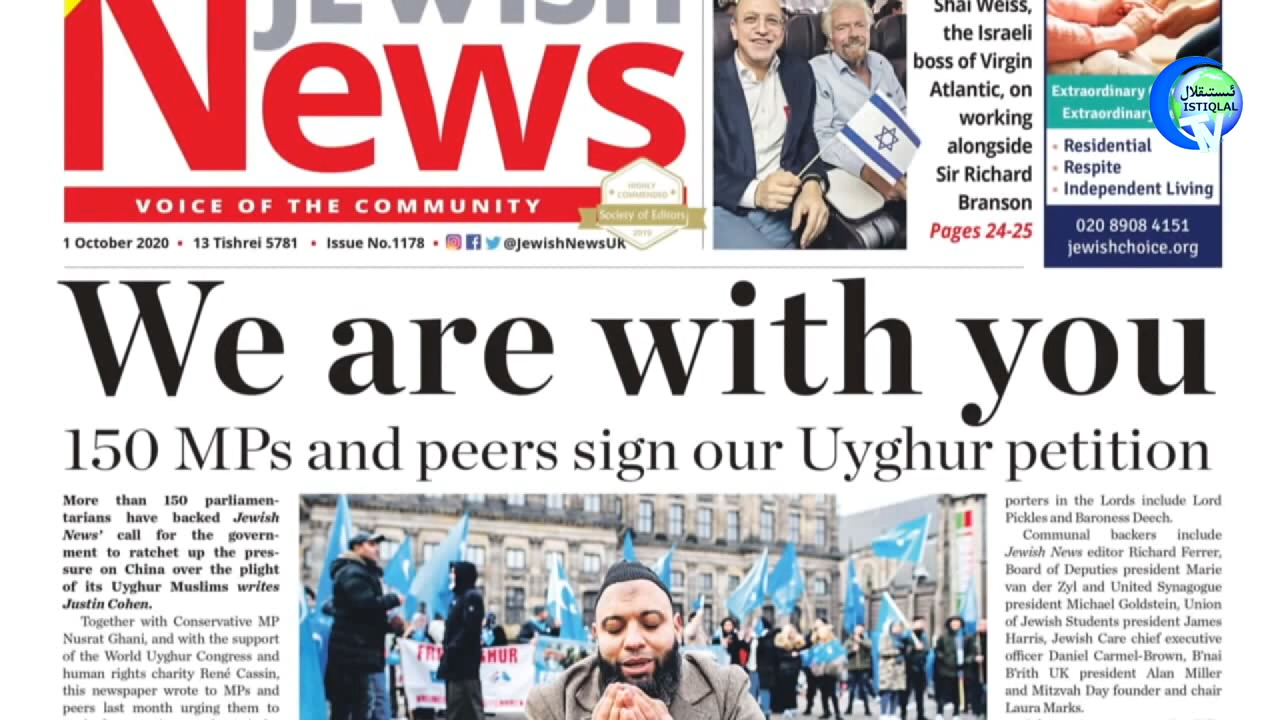 JEWISH
News
VOICE OF THE COMMUNITY
HIGHLY
COMMENDED
Society of Editors
2019
1 October 2020 • 13 Tishrei 5781 • Issue No.1178 • @JewishNewsUK
Shai Weiss,
the Israeli
boss of Virgin
Atlantic, on
working
alongside
Sir Richard
Branson
Pages 24-25
Extraordinary
Extraordinary
• Residential
• Respite
• Independent Living
020 8908 4151
jewishchoice.org
ئىستىقلال
ISTIQLAL
TV
We are with you
150 MPs and peers sign our Uyghur petition
More than 150 parliamen-
tarians have backed Jewish
News' call for the govern-
ment to ratchet up the pres-
sure on China over the plight
of its Uyghur Muslims writes
Justin Cohen.
Together with Conservative MP
Nusrat Ghani, and with the support
of the World Uyghur Congress and
human rights charity René Cassin,
this newspaper wrote to MPs and
peers last month urging them to
porters in the Lords include Lord
Pickles and Baroness Deech.
Communal backers include
Jewish News editor Richard Ferrer,
Board of Deputies president Marie
van der Zyl and United Synagogue
president Michael Goldstein, Union
of Jewish Students president James
Harris, Jewish Care chief executive
officer Daniel Carmel-Brown, B'nai
B'rith UK president Alan Miller
and Mitzvah Day founder and chair
Laura Marks.